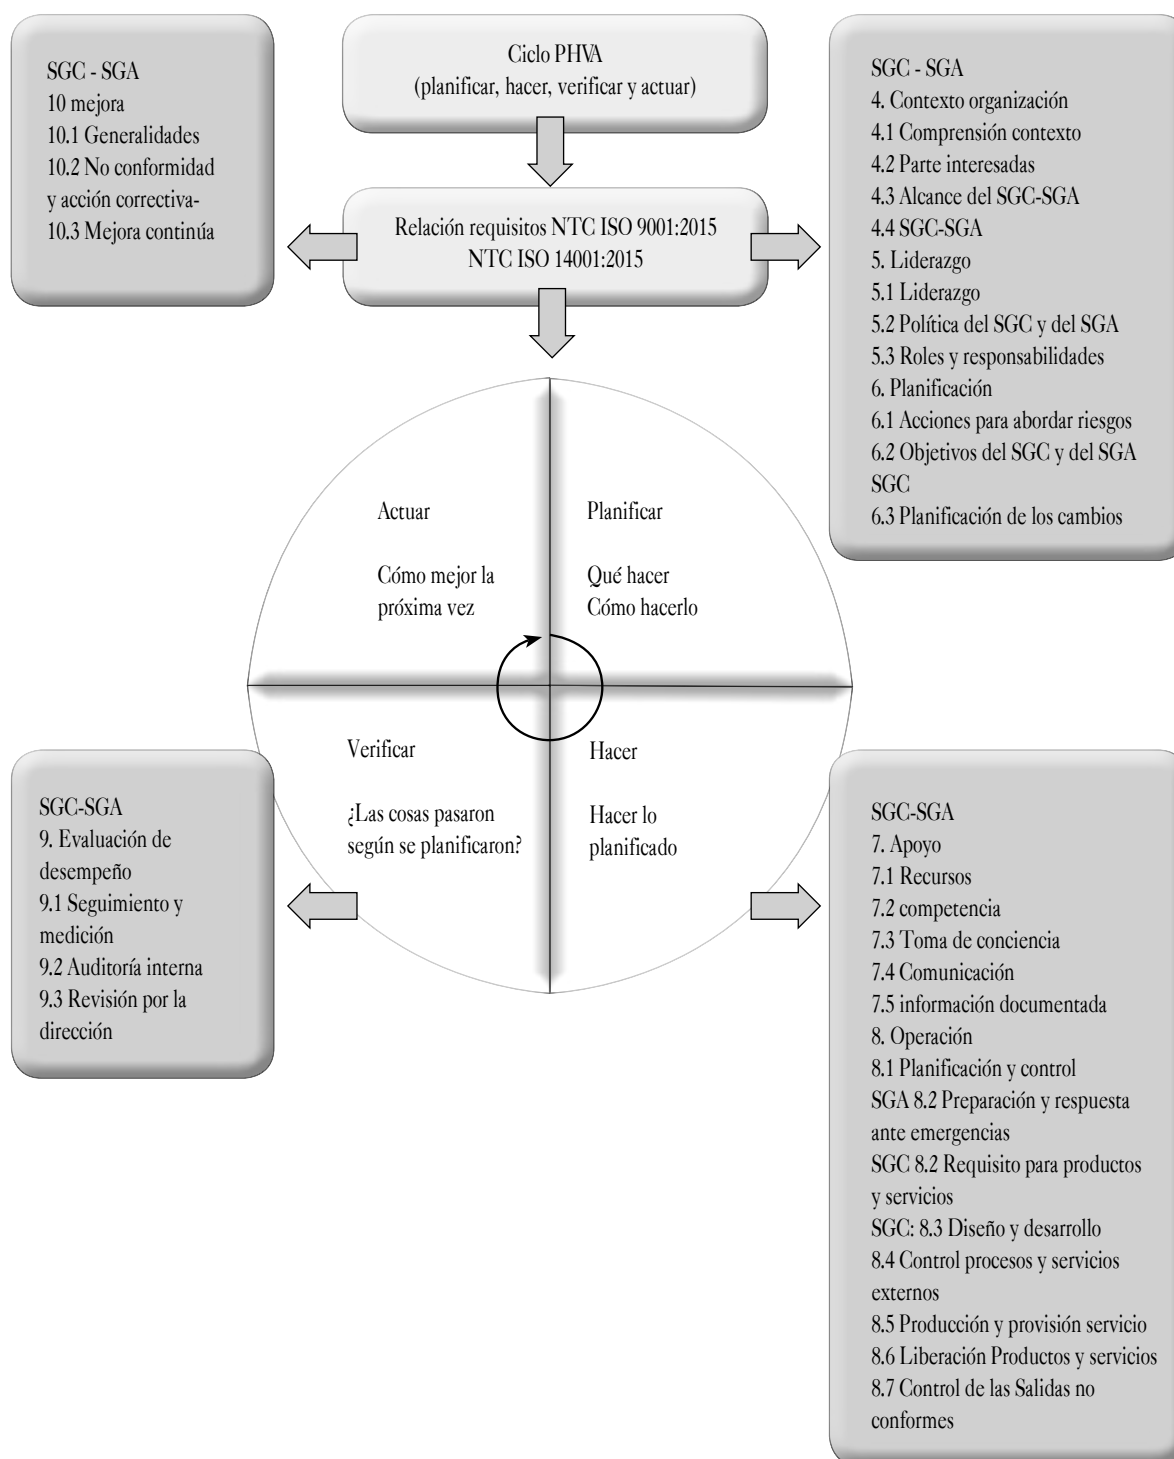 SGC - SGA
10 mejora
10.1 Generalidades
10.2 No conformidad
y acción correctiva-
10.3 Mejora continúa
Ciclo PHVA
(planificar, hacer, verificar y actuar)
Relación requisitos NTC ISO 9001:2015
NTC ISO 14001:2015
SGC - SGA
4. Contexto organización
4.1 Comprensión contexto
4.2 Parte interesadas
4.3 Alcance del SGC-SGA
4.4 SGC-SGA
5. Liderazgo
5.1 Liderazgo
5.2 Política del SGC y del SGA
5.3 Roles y responsabilidades
6. Planificación
6.1 Acciones para abordar riesgos
6.2 Objetivos del SGC y del SGA
SGC
6.3 Planificación de los cambios
Actuar
Cómo mejor la
próxima vez
Planificar
Qué hacer
Cómo hacerlo
Verificar
¿Las cosas pasaron
según se planificaron?
Hacer
Hacer lo
planificado
SGC-SGA
9. Evaluación de
desempeño
9.1 Seguimiento y
medición
9.2 Auditoría interna
9.3 Revisión por la
dirección
SGC-SGA
7. Apoyo
7.1 Recursos
7.2 competencia
7.3 Toma de conciencia
7.4 Comunicación
7.5 información documentada
8. Operación
8.1 Planificación y control
SGA 8.2 Preparación y respuesta
ante emergencias
SGC 8.2 Requisito para productos
y servicios
SGC: 8.3 Diseño y desarrollo
8.4 Control procesos y servicios
externos
8.5 Producción y provisión servicio
8.6 Liberación Productos y servicios
8.7 Control de las Salidas no
conformes